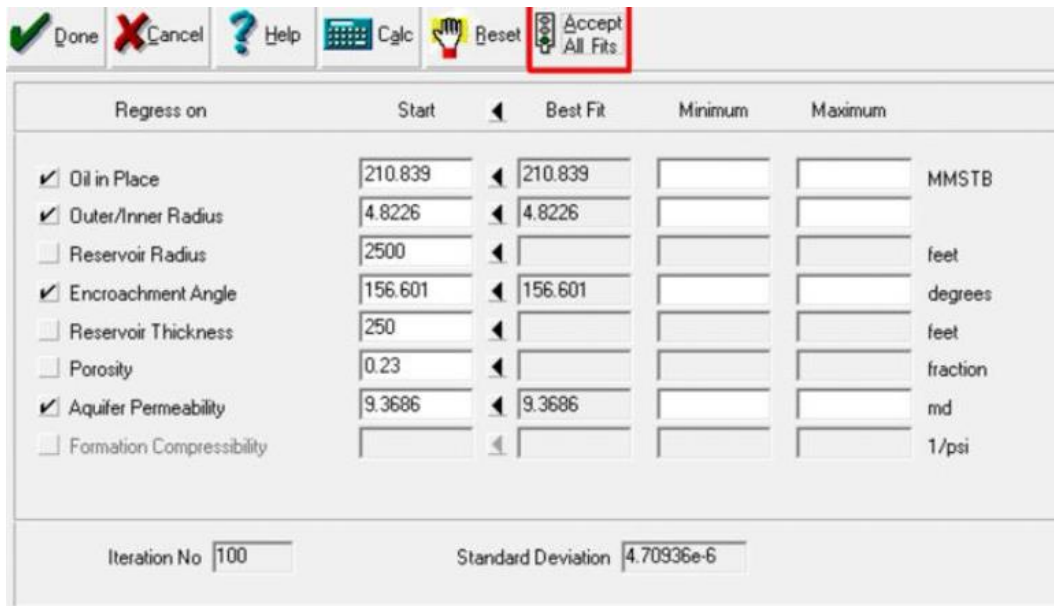 Done Cancel Help Calc Reset Accept
All Fits
Regress on Start Best Fit Minimum Maximum
Oil in Place 210.839 210.839 MMSTB
Outer/Inner Radius 4.8226 4.8226
Reservoir Radius 2500 feet
Encroachment Angle 156.601 156.601 degrees
Reservoir Thickness 250 feet
Porosity 0.23 fraction
Aquifer Permeability 9.3686 9.3686 md
Formation Compressibility 1/psi
Iteration No 100 Standard Deviation 4.70936e-6